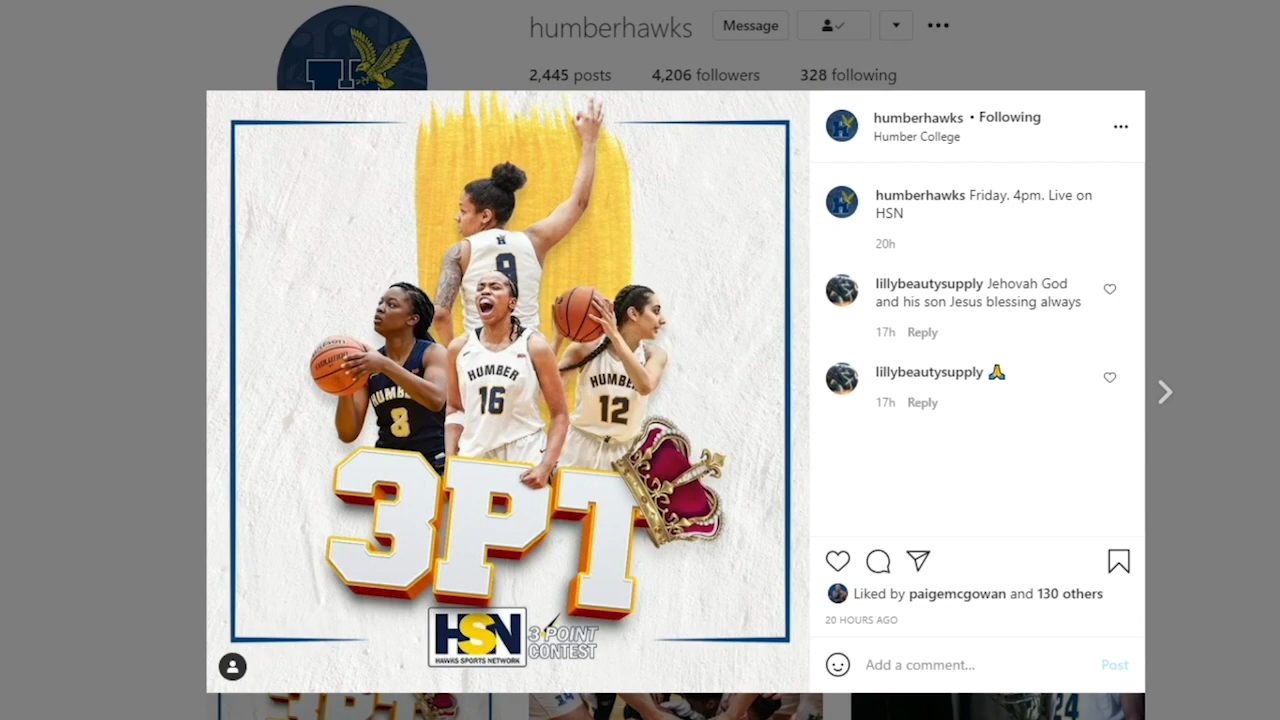 humberhawks
Message
2,445 posts
4,206 followers
328 following
H
humberhawks • Following
Humber College
humberhawks Friday. 4pm. Live on
HSN
20h
lillybeautysupply Jehovah God
and his son Jesus blessing always
17h Reply
lillybeautysupply 🙏
17h Reply
H
9
HUMBER
8
HUMBER
16
HUMBE
12
3PT
HSN
HAWKS SPORTS NETWORK
3 POINT
CONTEST
Liked by paigemcgowan and 130 others
20 HOURS AGO
Add a comment...
Post
24